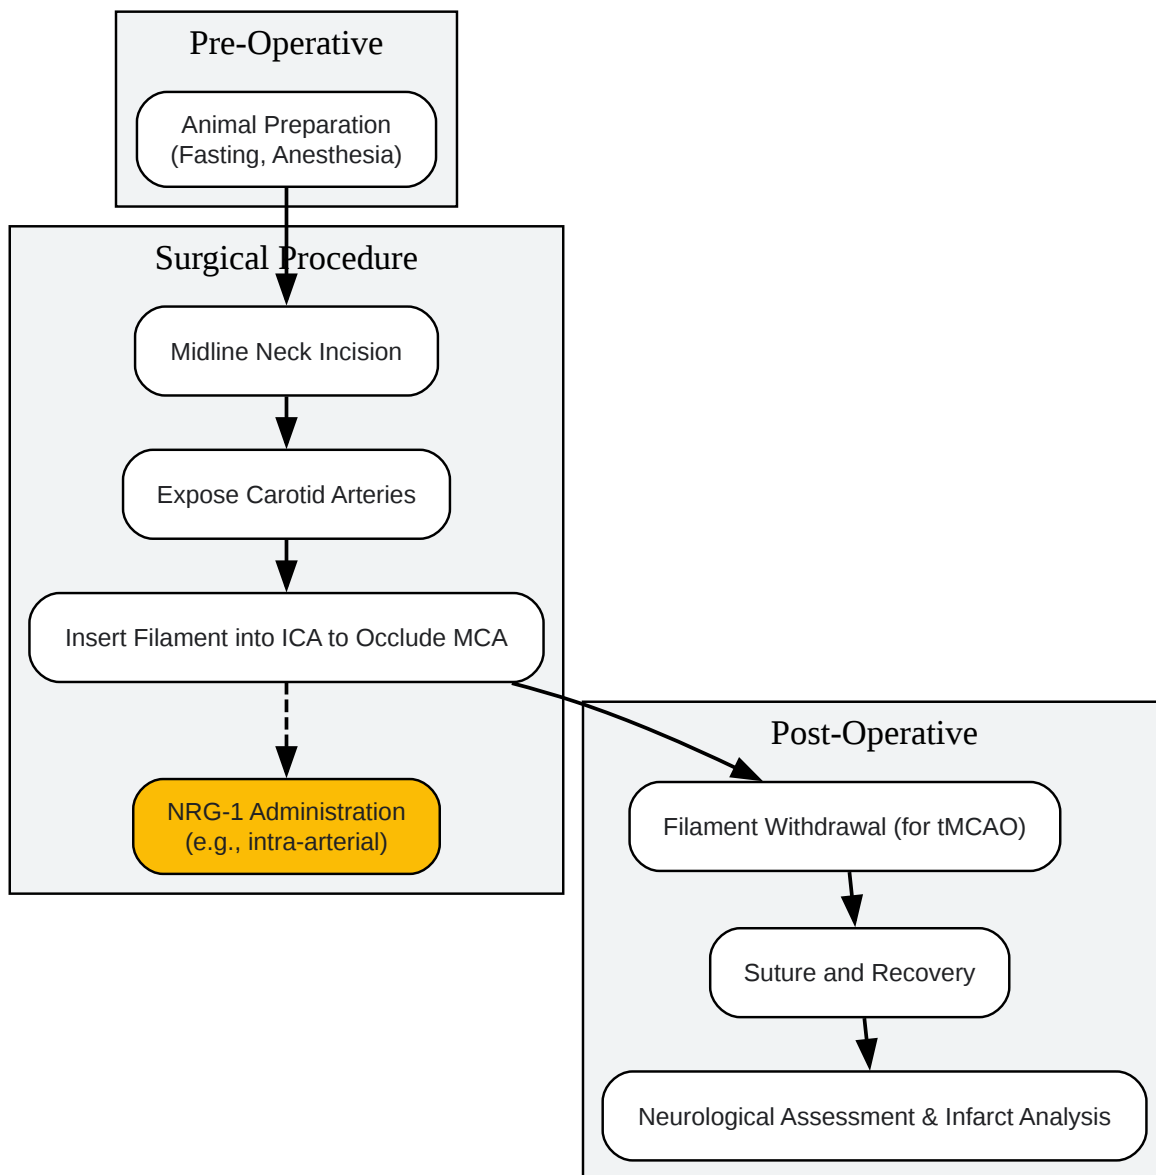 Pre-Operative
Animal Preparation
(Fasting, Anesthesia)
Surgical Procedure
Midline Neck Incision
Expose Carotid Arteries
Insert Filament into ICA to Occlude MCA
NRG-1 Administration
(e.g., intra-arterial)
Post-Operative
Filament Withdrawal (for tMCAO)
Suture and Recovery
Neurological Assessment & Infarct Analysis